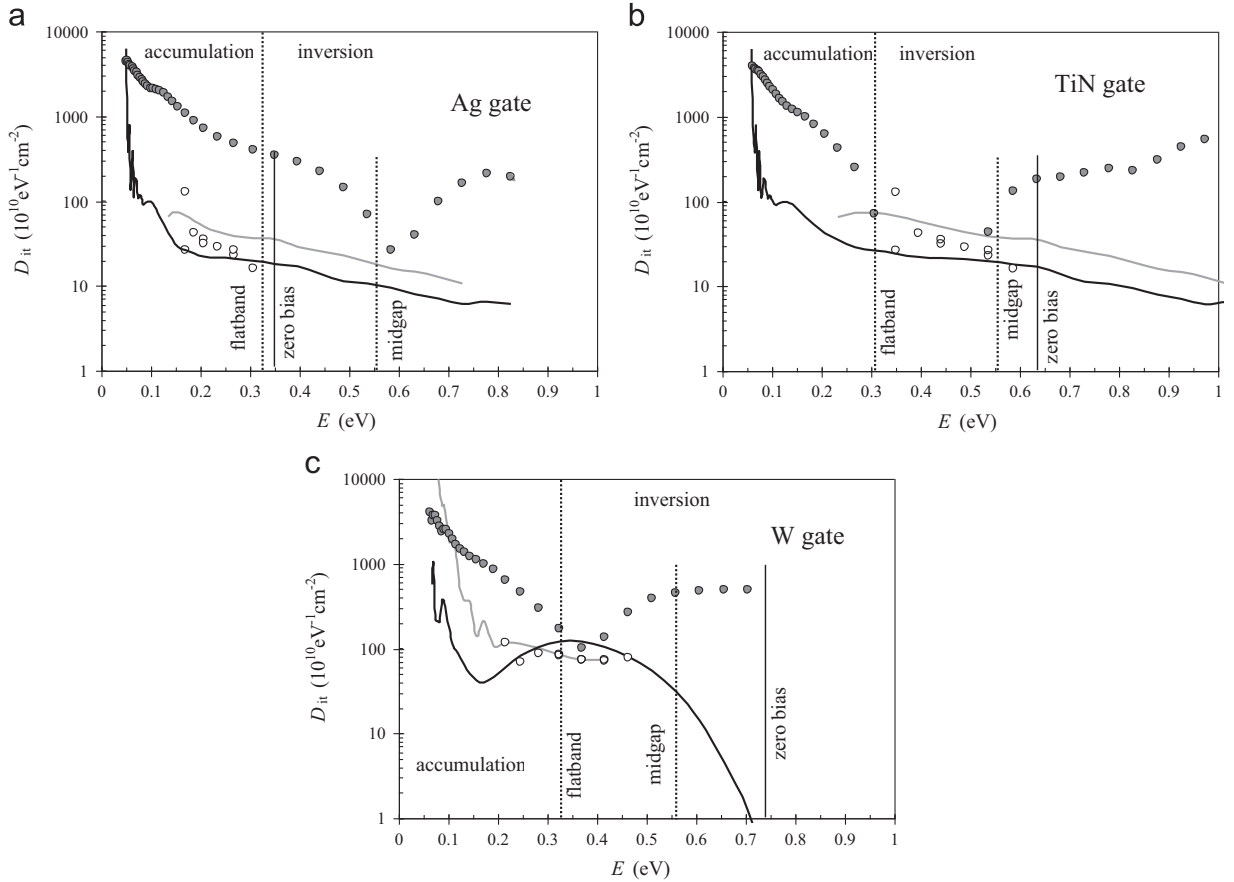 a
10000
1000
100
10
1
D it (10^10 eV^-1 cm^-2)
accumulation
inversion
Ag gate
flatband
zero bias
midgap
0 0.1 0.2 0.3 0.4 0.5 0.6 0.7 0.8 0.9 1
E (eV)
b
10000
1000
100
10
1
D it (10^10 eV^-1 cm^-2)
accumulation
inversion
TiN gate
flatband
midgap
zero bias
0 0.1 0.2 0.3 0.4 0.5 0.6 0.7 0.8 0.9 1
E (eV)
c
10000
1000
100
10
1
D it (10^10 eV^-1 cm^-2)
inversion
W gate
accumulation
flatband
midgap
zero bias
0 0.1 0.2 0.3 0.4 0.5 0.6 0.7 0.8 0.9 1
E (eV)